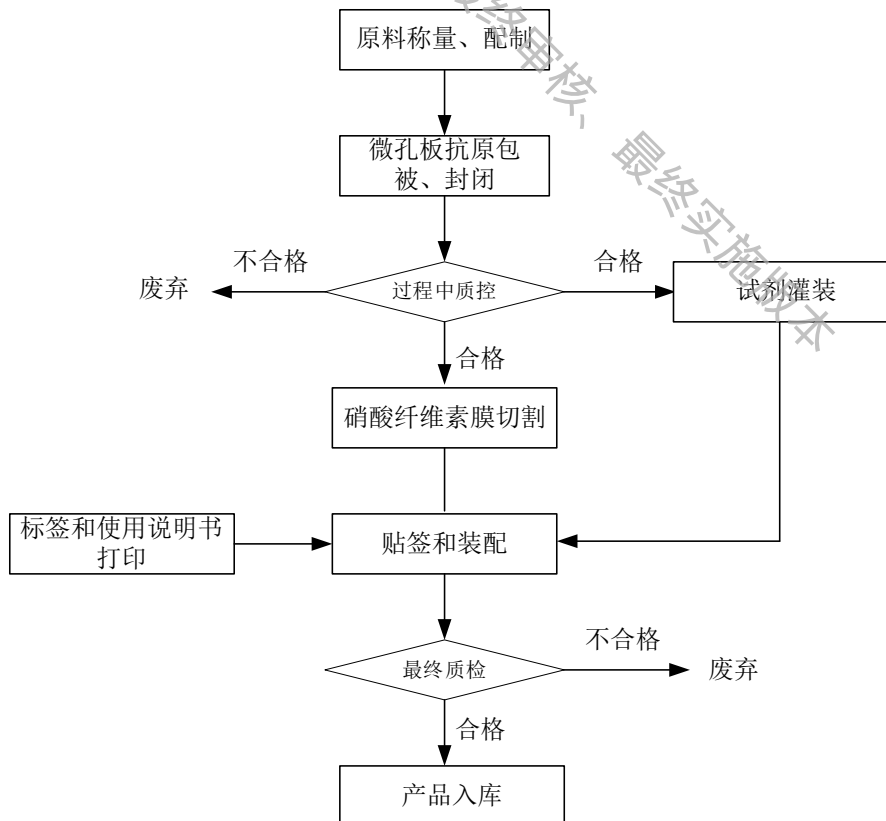 原料称量、配制
微孔板抗原包
被、封闭
不合格
合格
废弃
过程中质控
试剂灌装
合格
硝酸纤维素膜切割
标签和使用说明书
打印
贴签和装配
不合格
最终质检
废弃
合格
产品入库
终审核、最终实施版本